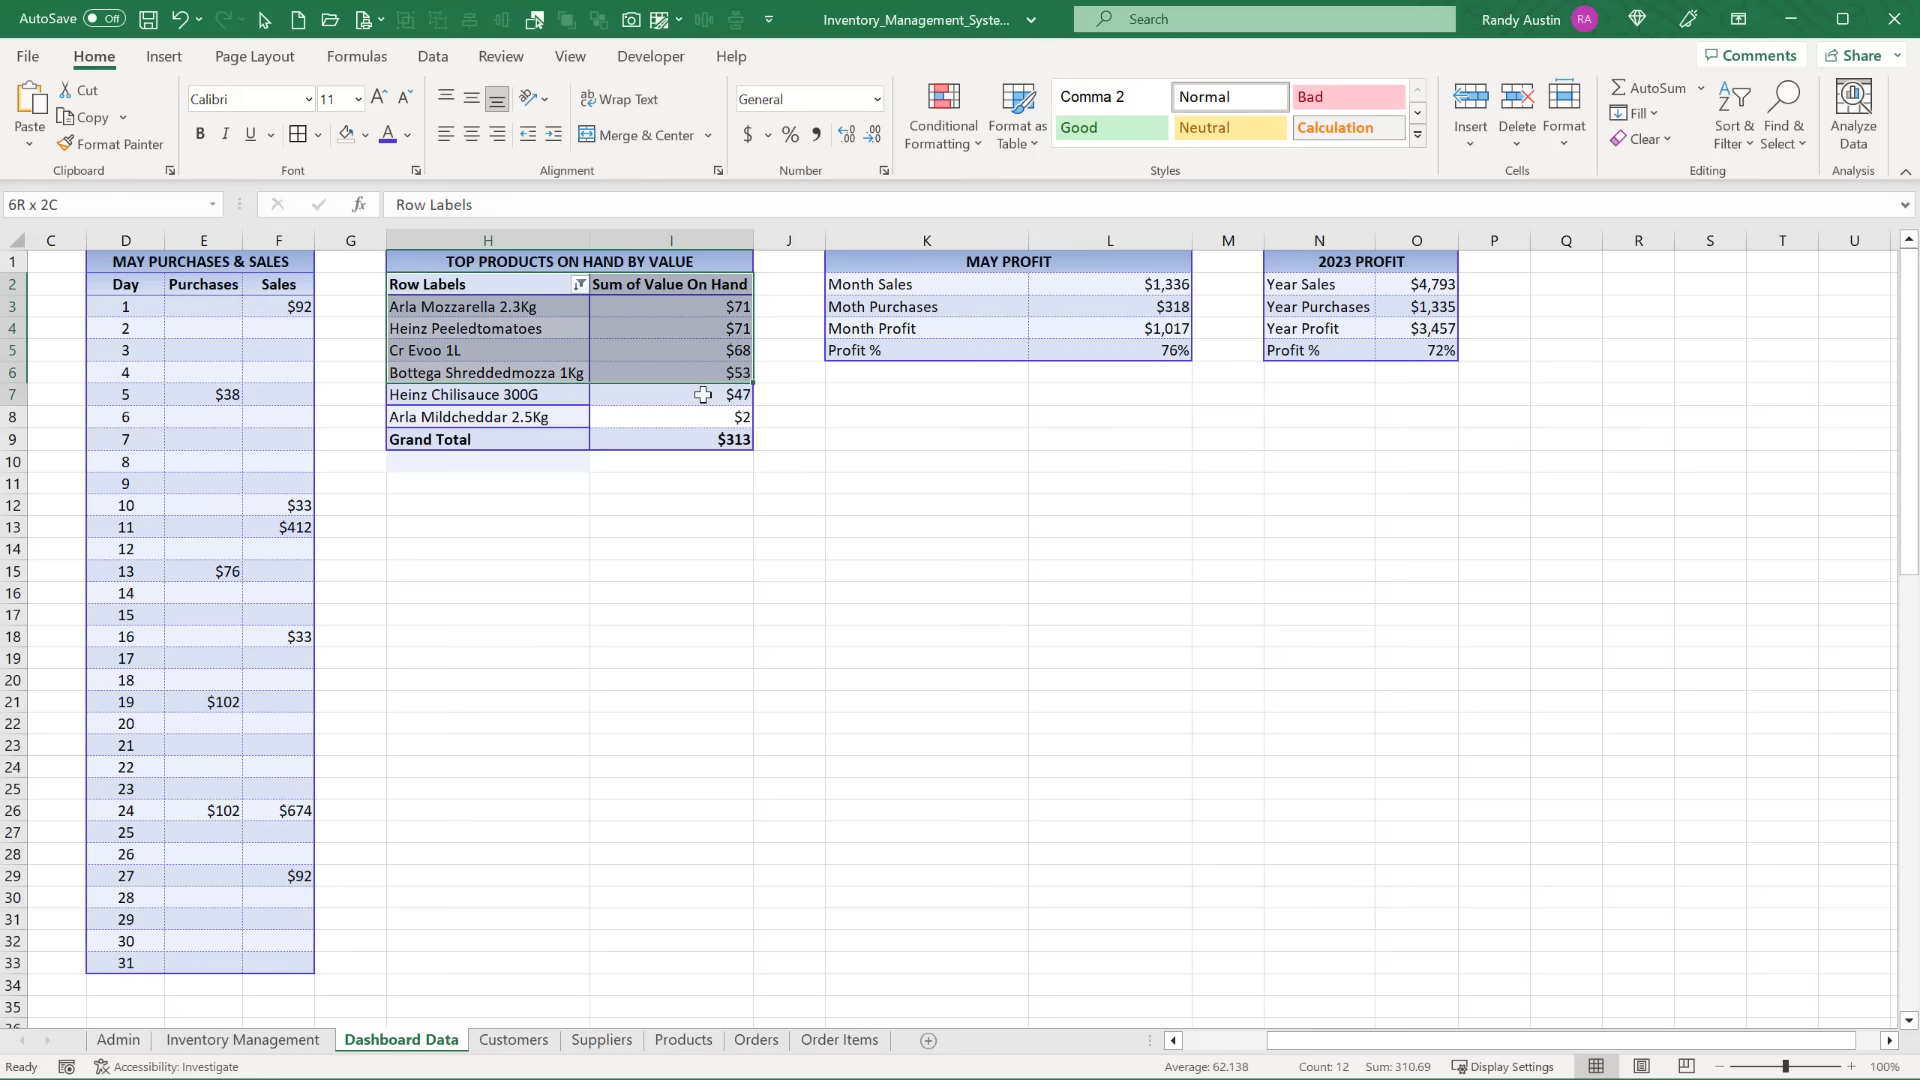 AutoSave Off
Inventory_Management_Syste...
Search
Randy Austin RA
File Home Insert Page Layout Formulas Data Review View Developer Help
Comments Share
Paste
Cut
Copy
Format Painter
Clipboard
Calibri 11
B I U
Font
Wrap Text
Merge & Center
Alignment
General
$ % ,
Number
Conditional Formatting
Format as Table
Comma 2 Normal Bad
Good Neutral Calculation
Styles
Insert Delete Format
Cells
AutoSum
Fill
Clear
Sort & Filter
Find & Select
Editing
Analyze Data
Analysis
6R x 2C fx Row Labels
C D E F G H I J K L M N O P Q R S T U
1 MAY PURCHASES & SALES TOP PRODUCTS ON HAND BY VALUE MAY PROFIT 2023 PROFIT
2 Day Purchases Sales Row Labels Sum of Value On Hand Month Sales $1,336 Year Sales $4,793
3 1 $92 Arla Mozzarella 2.3Kg $71 Moth Purchases $318 Year Purchases $1,335
4 2 Heinz Peeledtomatoes $71 Month Profit $1,017 Year Profit $3,457
5 3 Cr Evoo 1L $68 Profit % 76% Profit % 72%
6 4 Bottega Shreddedmozza 1Kg $53
7 5 $38 Heinz Chilisauce 300G $47
8 6 Arla Mildcheddar 2.5Kg $2
9 7 Grand Total $313
10 8
11 9
12 10 $33
13 11 $412
14 12
15 13 $76
16 14
17 15
18 16 $33
19 17
20 18
21 19 $102
22 20
23 21
24 22
25 23
26 24 $102 $674
27 25
28 26
29 27 $92
30 28
31 29
32 30
33 31
34
35
36
Admin Inventory Management Dashboard Data Customers Suppliers Products Orders Order Items
Ready Accessibility: Investigate Average: 62.138 Count: 12 Sum: 310.69 Display Settings 100%